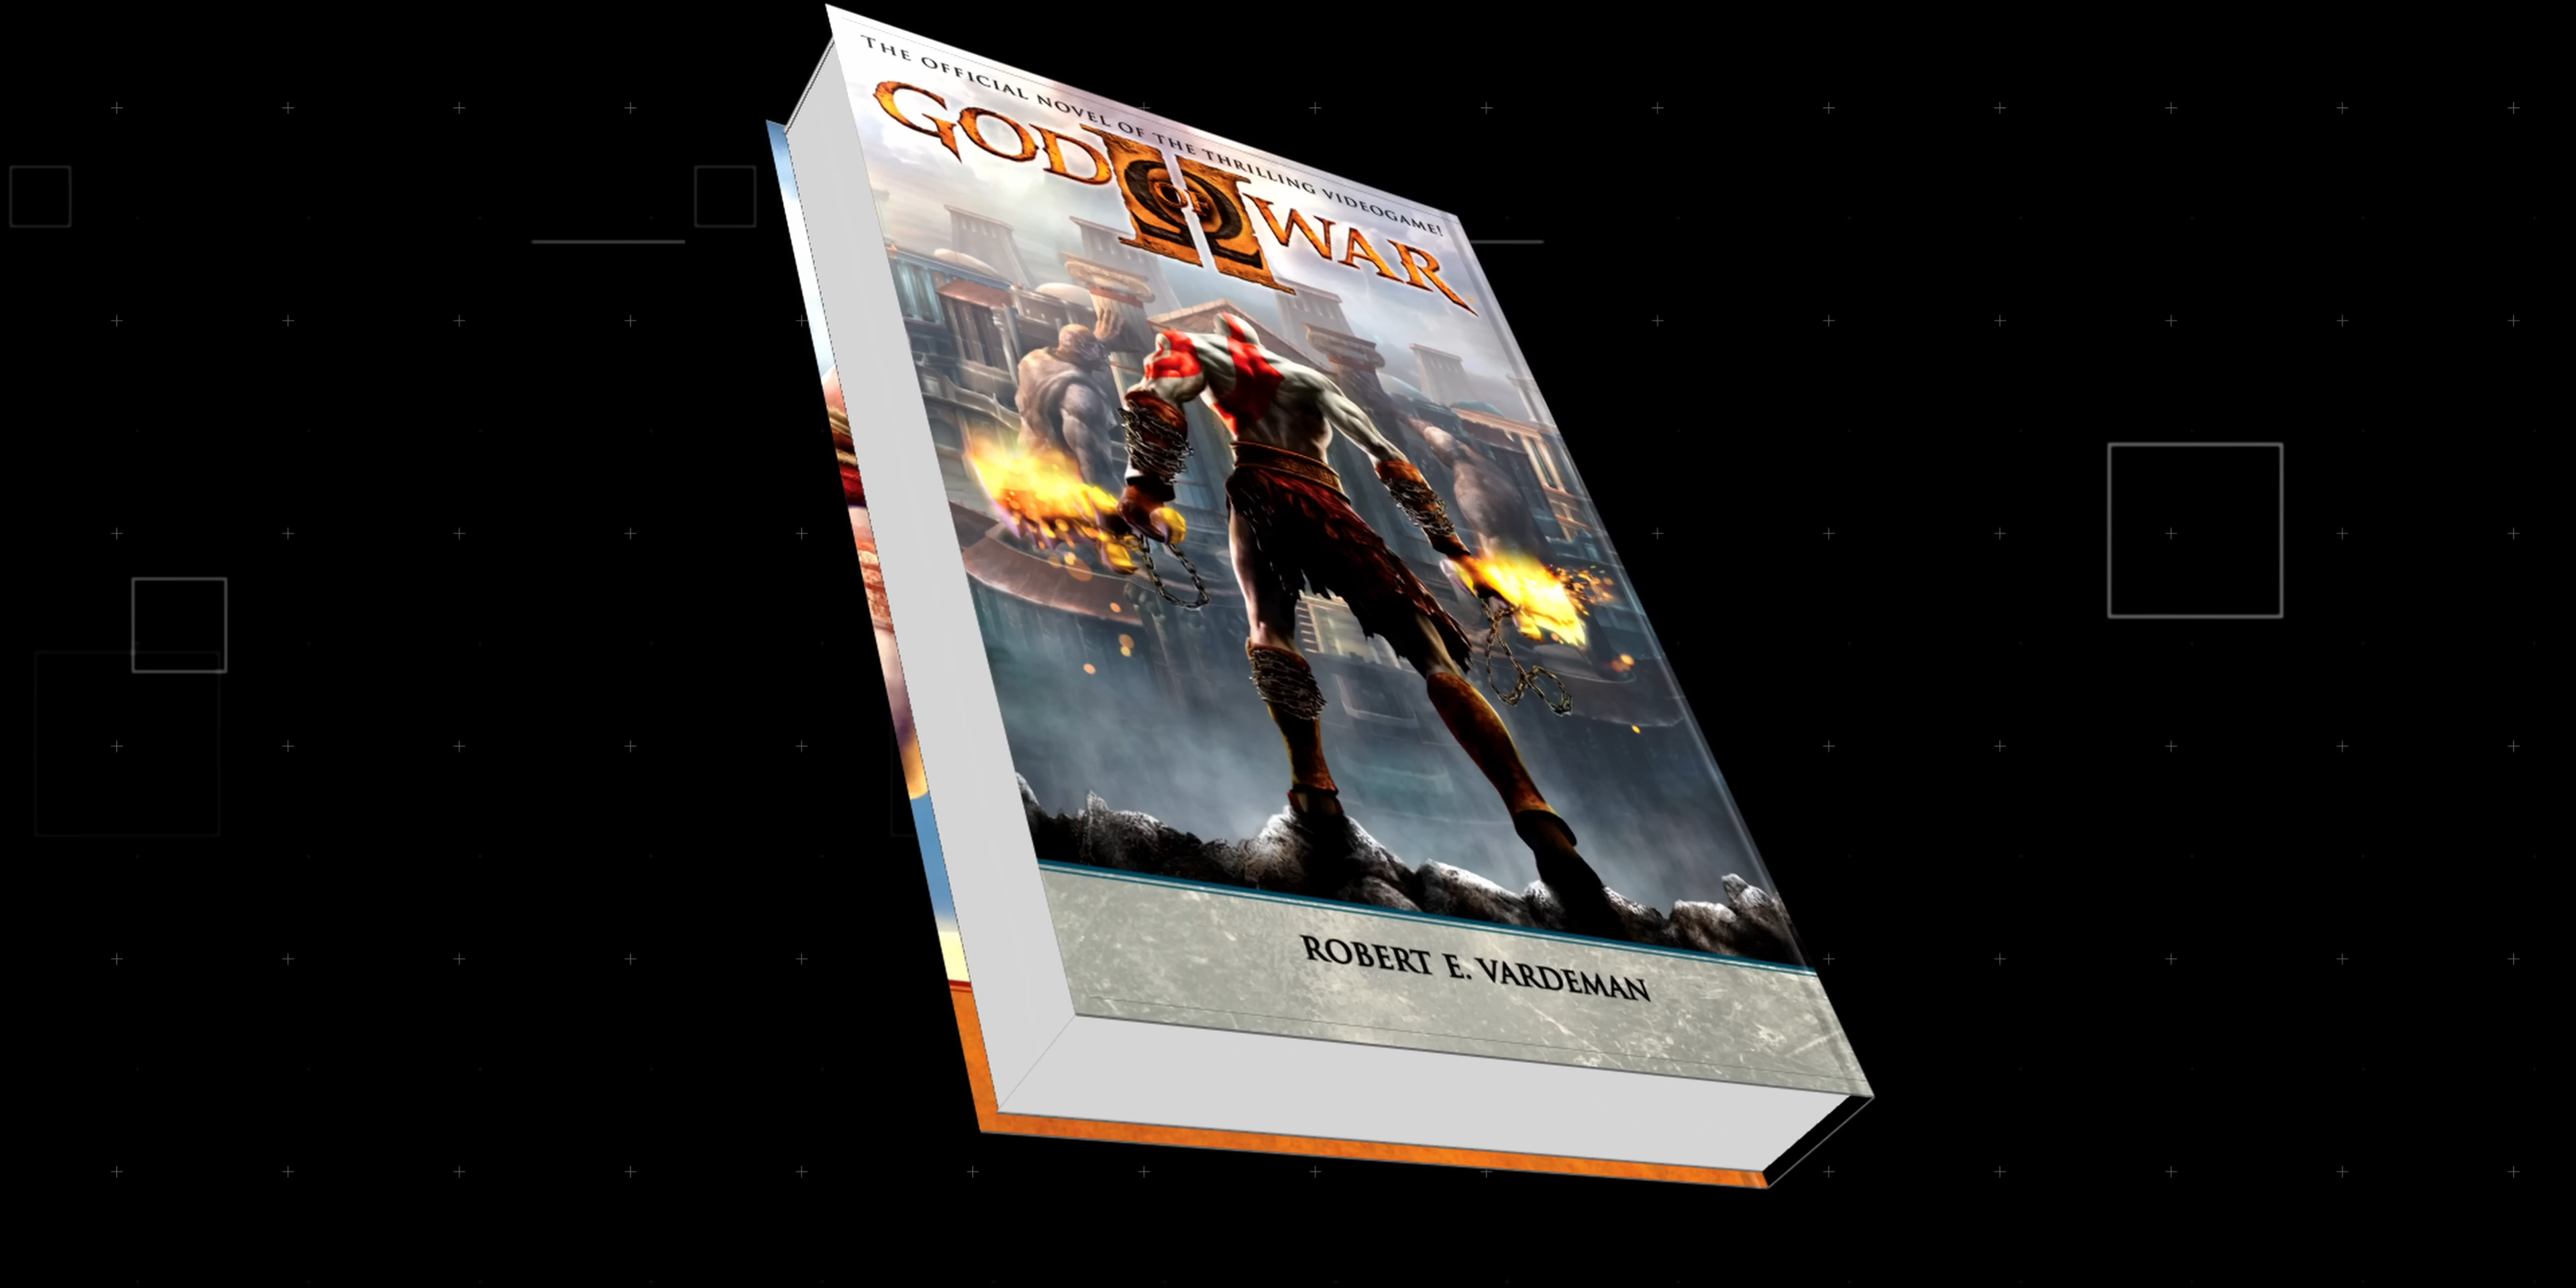 THE OFFICIAL NOVEL OF THE THRILLING VIDEOGAME!
GOD OF WAR II
ROBERT E. VARDEMAN